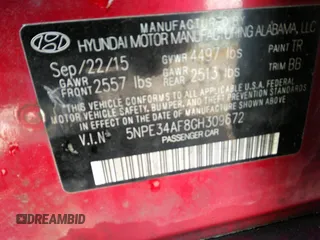 MANUFACTURED BY
HYUNDAI MOTOR MANUFACTURING ALABAMA, LLC
Sep/22/15 GVWR 4497 lbs PAINT TR
GAWR 2557 lbs GAWR 2513 lbs TRIM BB
THIS VEHICLE CONFORMS TO ALL APPLICABLE U.S.A. FEDERAL
MOTOR VEHICLE SAFETY, BUMPER, AND THEFT PREVENTION
STANDARDS IN EFFECT ON THE DATE OF MANUFACTURE SHOWN ABOVE.
V.I.N 5NPE34AF8GH309672
PASSENGER CAR
DREAMBID